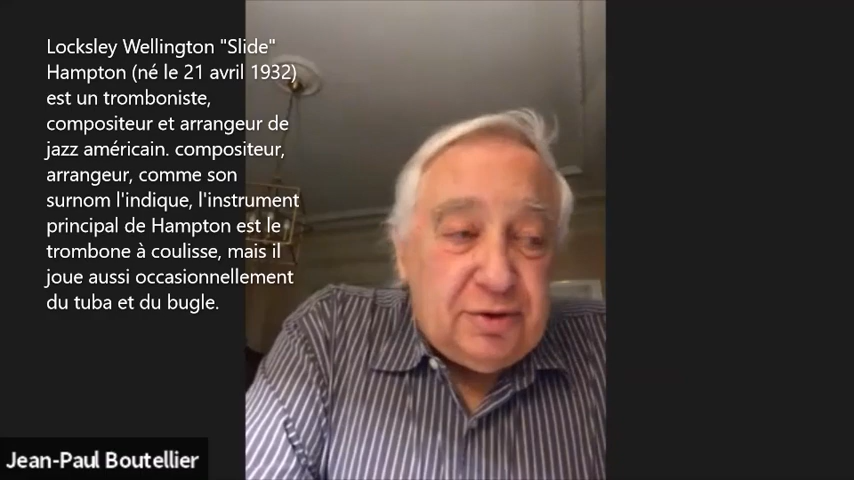 Locksley Wellington "Slide"
Hampton (né le 21 avril 1932)
est un tromboniste,
compositeur et arrangeur de
jazz américain. compositeur,
arrangeur, comme son
surnom l'indique, l'instrument
principal de Hampton est le
trombone à coulisse, mais il
joue aussi occasionnellement
du tuba et du bugle.
Jean-Paul Boutellier